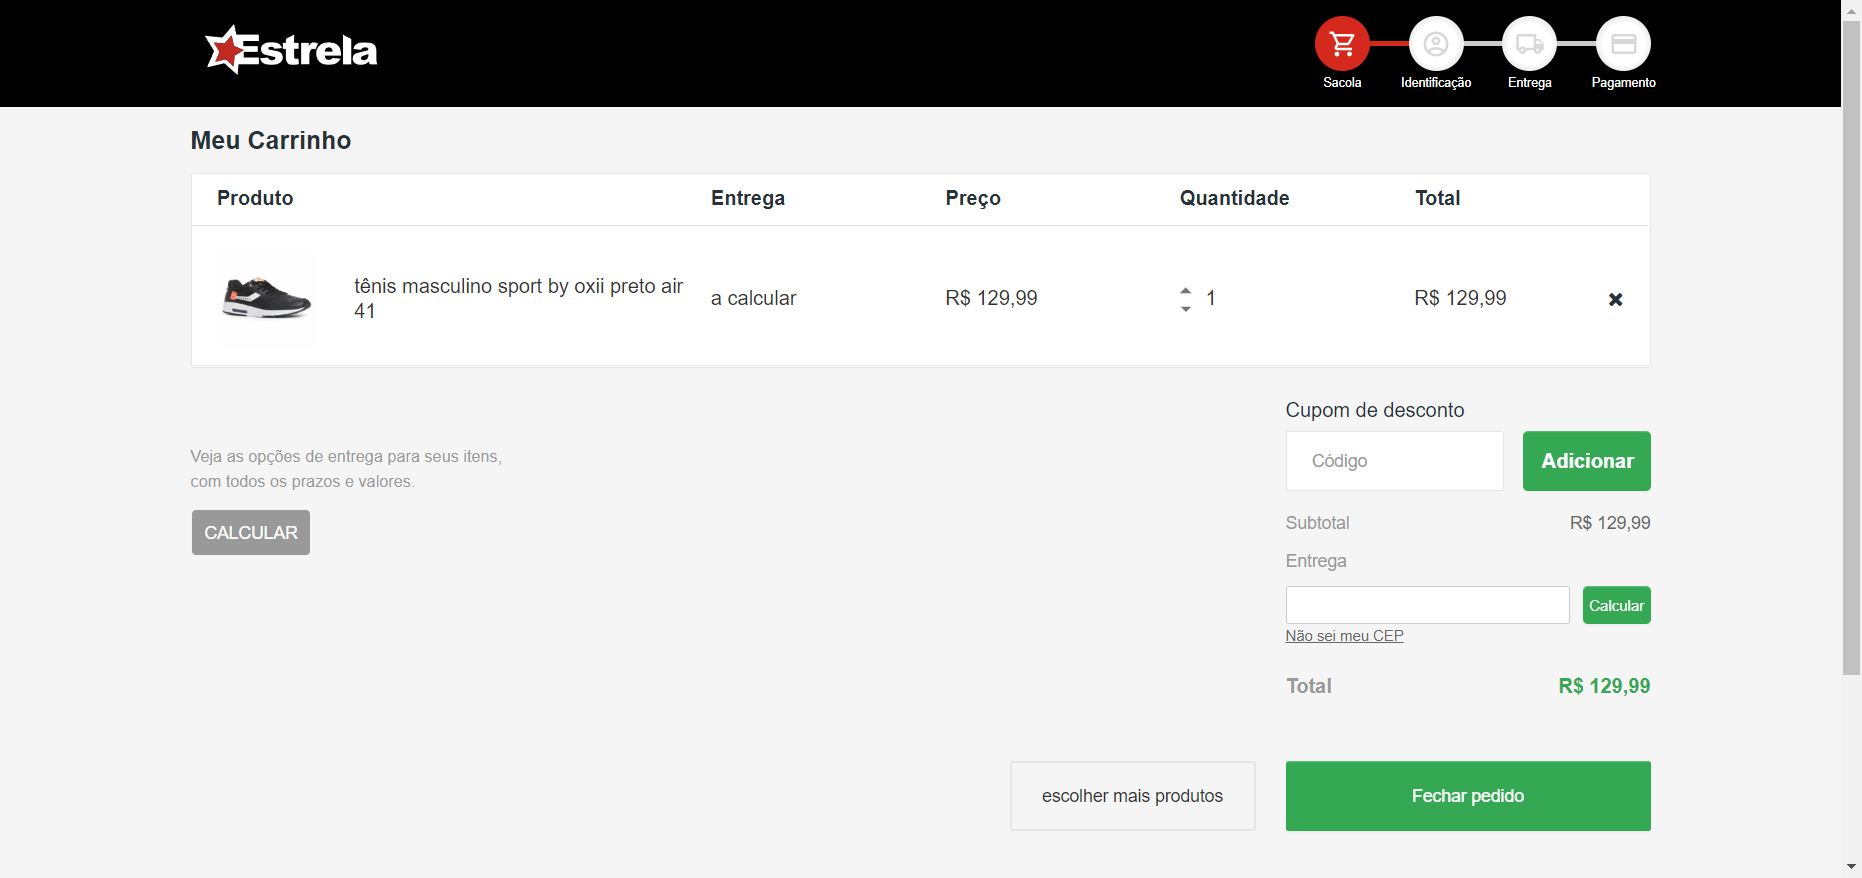 Estrela
Sacola
Identificação
Entrega
Pagamento
Meu Carrinho
Produto
Entrega
Preço
Quantidade
Total
tênis masculino sport by oxii preto air
41
a calcular
R$ 129,99
1
R$ 129,99
Cupom de desconto
Código
Adicionar
Veja as opções de entrega para seus itens,
com todos os prazos e valores.
CALCULAR
Subtotal
R$ 129,99
Entrega
Calcular
Não sei meu CEP
Total
R$ 129,99
escolher mais produtos
Fechar pedido